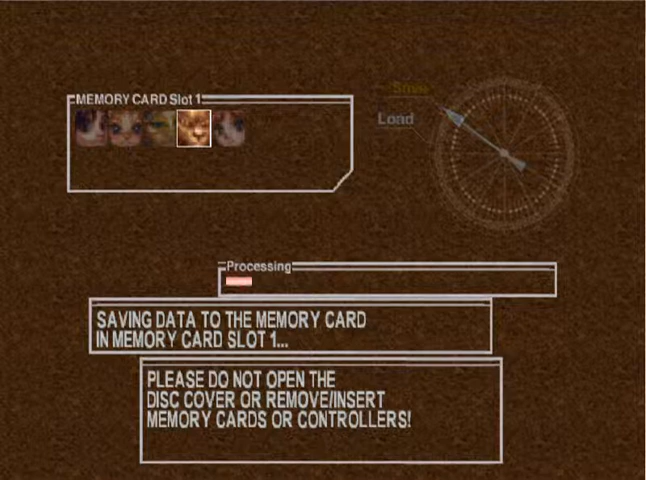 Save
MEMORY CARD Slot 1
Load
Processing
SAVING DATA TO THE MEMORY CARD
IN MEMORY CARD SLOT 1...
PLEASE DO NOT OPEN THE
DISC COVER OR REMOVE/INSERT
MEMORY CARDS OR CONTROLLERS!